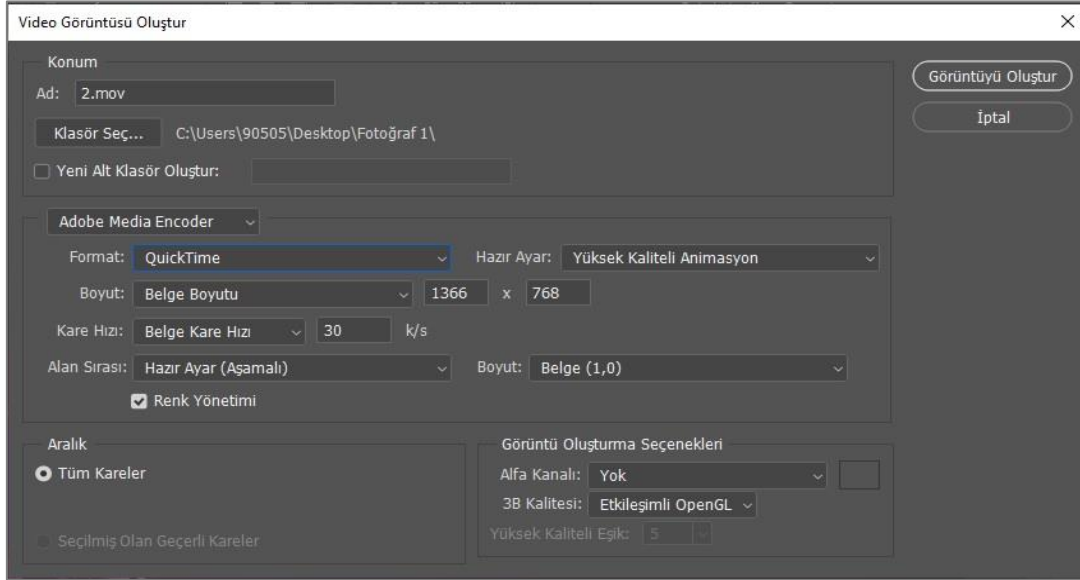 Video Görüntüsü Oluştur
Konum
Ad: 2.mov
Klasör Seç... C:\Users\90505\Desktop\Fotoğraf 1\
Yeni Alt Klasör Oluştur:
Görüntüyü Oluştur
İptal
Adobe Media Encoder
Format: QuickTime Hazır Ayar: Yüksek Kaliteli Animasyon
Boyut: Belge Boyutu 1366 x 768
Kare Hızı: Belge Kare Hızı 30 k/s
Alan Sırası: Hazır Ayar (Aşamalı) Boyut: Belge (1,0)
Renk Yönetimi
Aralık
Tüm Kareler
Seçilmiş Olan Geçerli Kareler
Görüntü Oluşturma Seçenekleri
Alfa Kanalı: Yok
3B Kalitesi: Etkileşimli OpenGL
Yüksek Kaliteli Eşik: 5